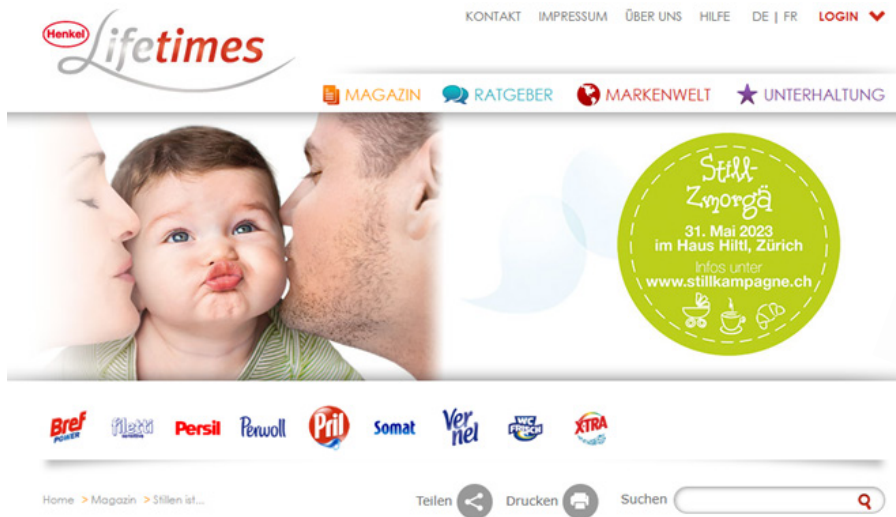 KONTAKT IMPRESSUM ÜBER UNS HILFE DE | FR LOGIN
Henkel
Lifetimes
MAGAZIN RATGEBER MARKENWELT UNTERHALTUNG
Still-
Zmorgä
31. Mai 2023
im Haus Hiltl, Zürich
Infos unter
www.stillkampagne.ch
Bref POWER filetti sensitive Persil Perwoll Pril Somat Vernel WC FRISCH XTRA
Home > Magazin > Stillen ist... Teilen Drucken Suchen